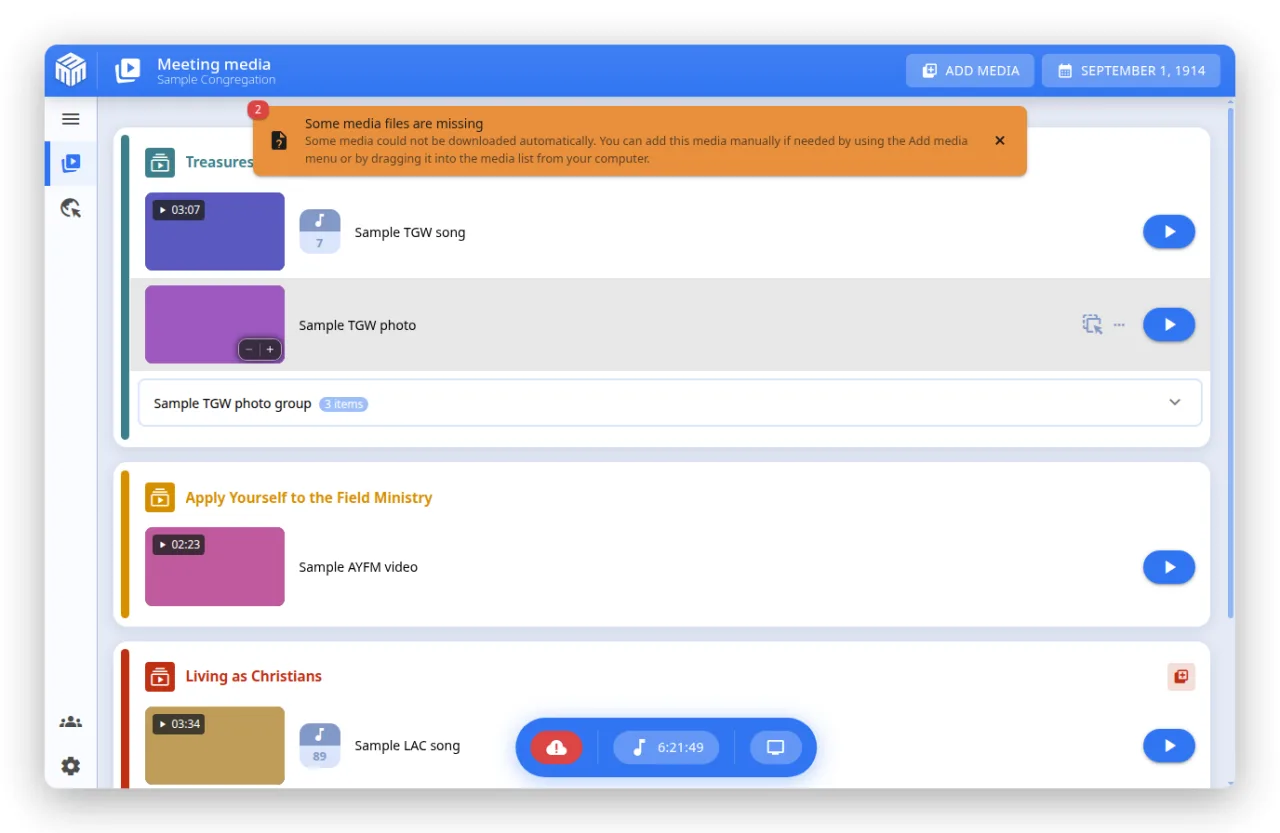 Meeting media
Sample Congregation
ADD MEDIA
SEPTEMBER 1, 1914
2
Some media files are missing
Some media could not be downloaded automatically. You can add this media manually if needed by using the Add media
menu or by dragging it into the media list from your computer.
Treasures
03:07
7
Sample TGW song
Sample TGW photo
Sample TGW photo group
3 items
Apply Yourself to the Field Ministry
02:23
Sample AYFM video
Living as Christians
03:34
89
Sample LAC song
6:21:49